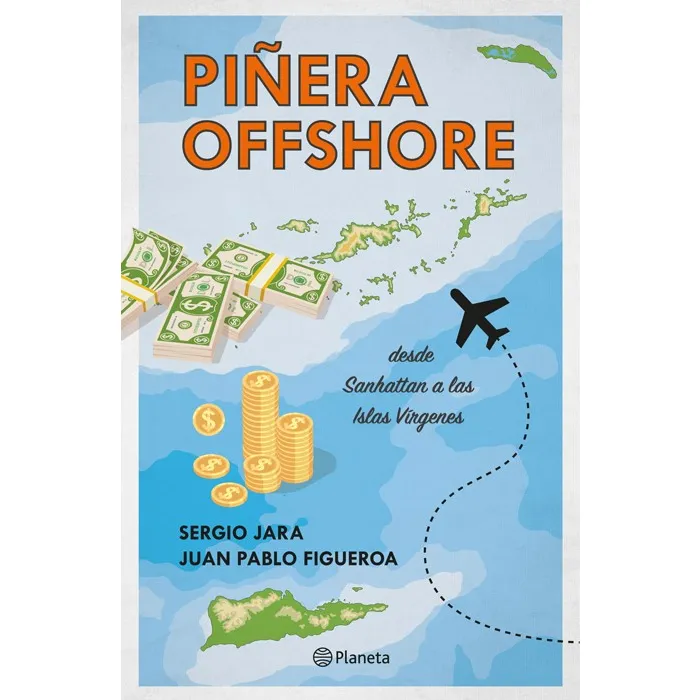 PIÑERA
OFFSHORE
desde
Sanhattan a las
Islas Vírgenes
SERGIO JARA
JUAN PABLO FIGUEROA
Planeta